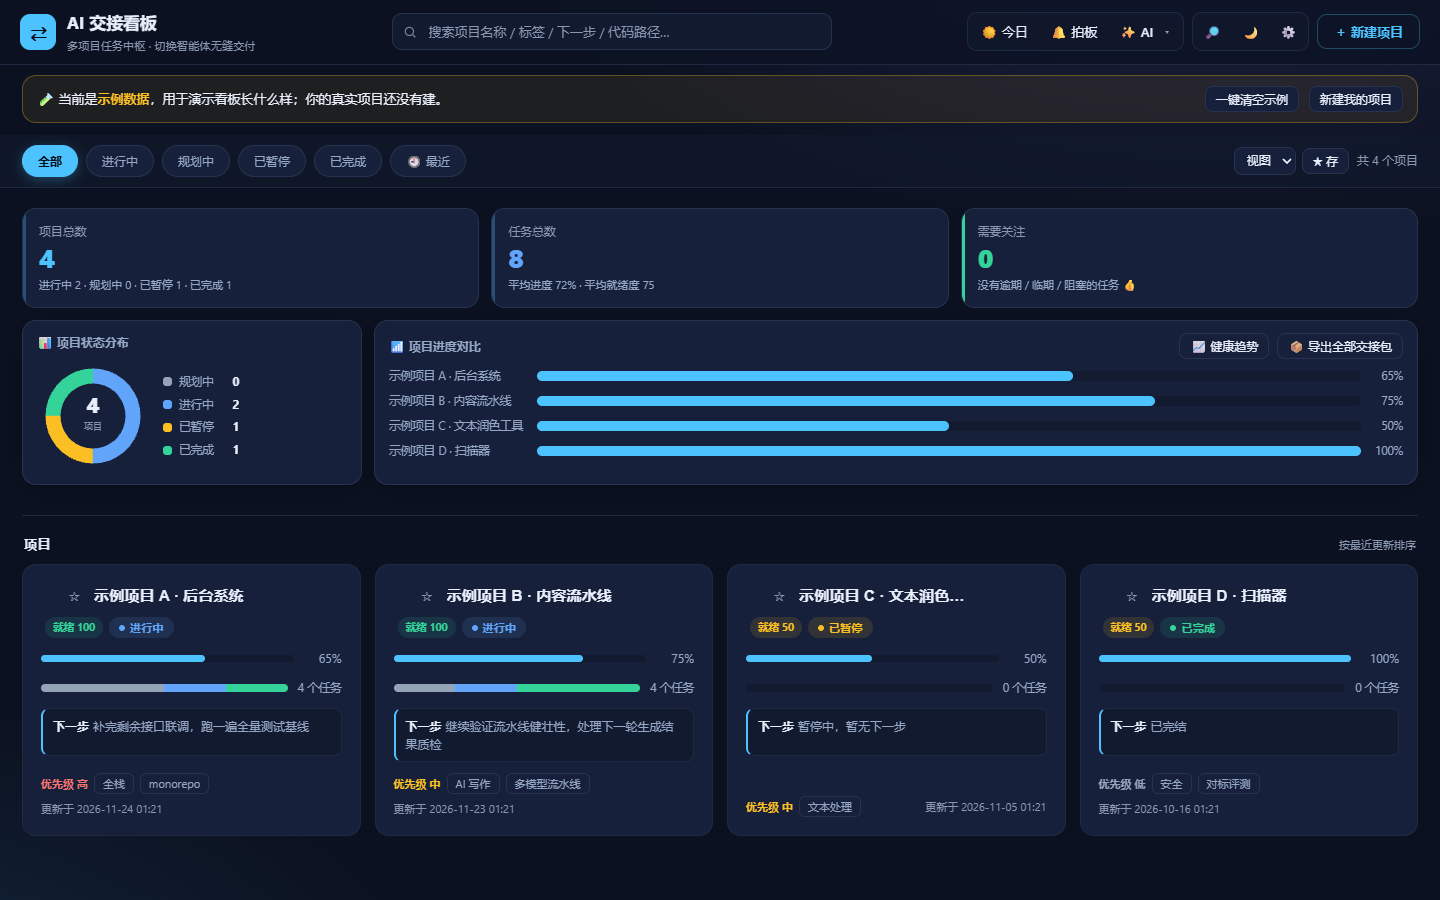 AI 交接看板
多项目任务中枢 · 切换智能体无缝交付
搜索项目名称 / 标签 / 下一步 / 代码路径...
今日
拍板
AI
+ 新建项目
当前是示例数据，用于演示看板长什么样；你的真实项目还没有建。
一键清空示例
新建我的项目
全部
进行中
规划中
已暂停
已完成
最近
视图
★ 存
共 4 个项目
项目总数
4
进行中 2 · 规划中 0 · 已暂停 1 · 已完成 1
任务总数
8
平均进度 72% · 平均就绪度 75
需要关注
0
没有逾期 / 临期 / 阻塞的任务 👍
项目状态分布
4
项目
规划中 0
进行中 2
已暂停 1
已完成 1
项目进度对比
健康趋势
导出全部交接包
示例项目 A · 后台系统 65%
示例项目 B · 内容流水线 75%
示例项目 C · 文本润色工具 50%
示例项目 D · 扫描器 100%
项目
按最近更新排序
☆ 示例项目 A · 后台系统
就绪 100
进行中
65%
4 个任务
下一步 补完剩余接口联调，跑一遍全量测试基线
优先级 高
全栈
monorepo
更新于 2026-11-24 01:21
☆ 示例项目 B · 内容流水线
就绪 100
进行中
75%
4 个任务
下一步 继续验证流水线健壮性，处理下一轮生成结
果质检
优先级 中
AI 写作
多模型流水线
更新于 2026-11-23 01:21
☆ 示例项目 C · 文本润色...
就绪 50
已暂停
50%
0 个任务
下一步 暂停中，暂无下一步
优先级 中
文本处理
更新于 2026-11-05 01:21
☆ 示例项目 D · 扫描器
就绪 50
已完成
100%
0 个任务
下一步 已完结
优先级 低
安全
对标评测
更新于 2026-10-16 01:21